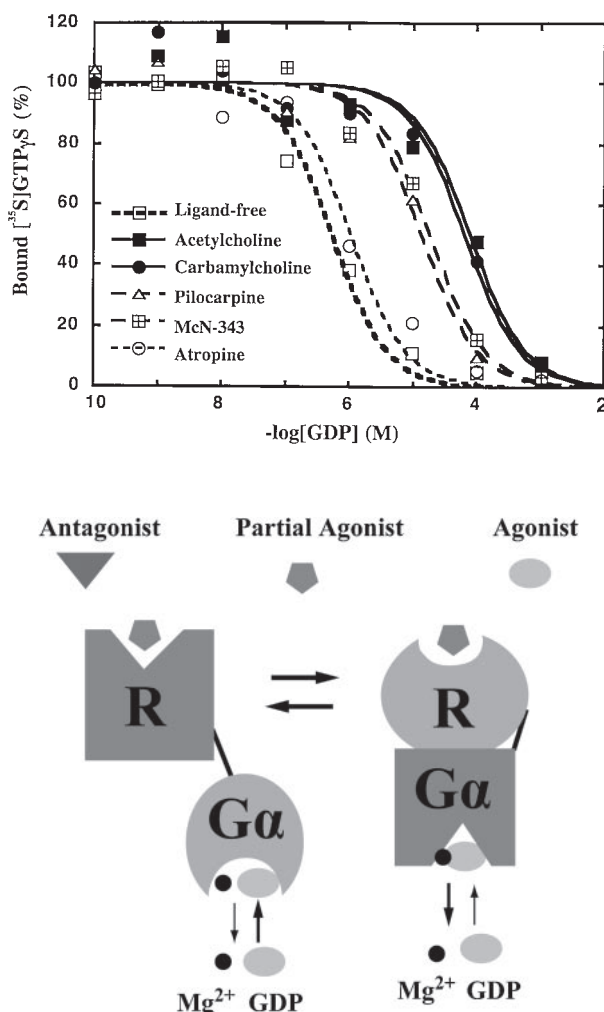 120
100
80
60
40
20
0
Bound [³⁵S]GTPγS (%)
Ligand-free
Acetylcholine
Carbamylcholine
Pilocarpine
McN-343
Atropine
10 8 6 4 2
-log[GDP] (M)
Antagonist Partial Agonist Agonist
R R
Gα Gα
Mg²⁺ GDP Mg²⁺ GDP